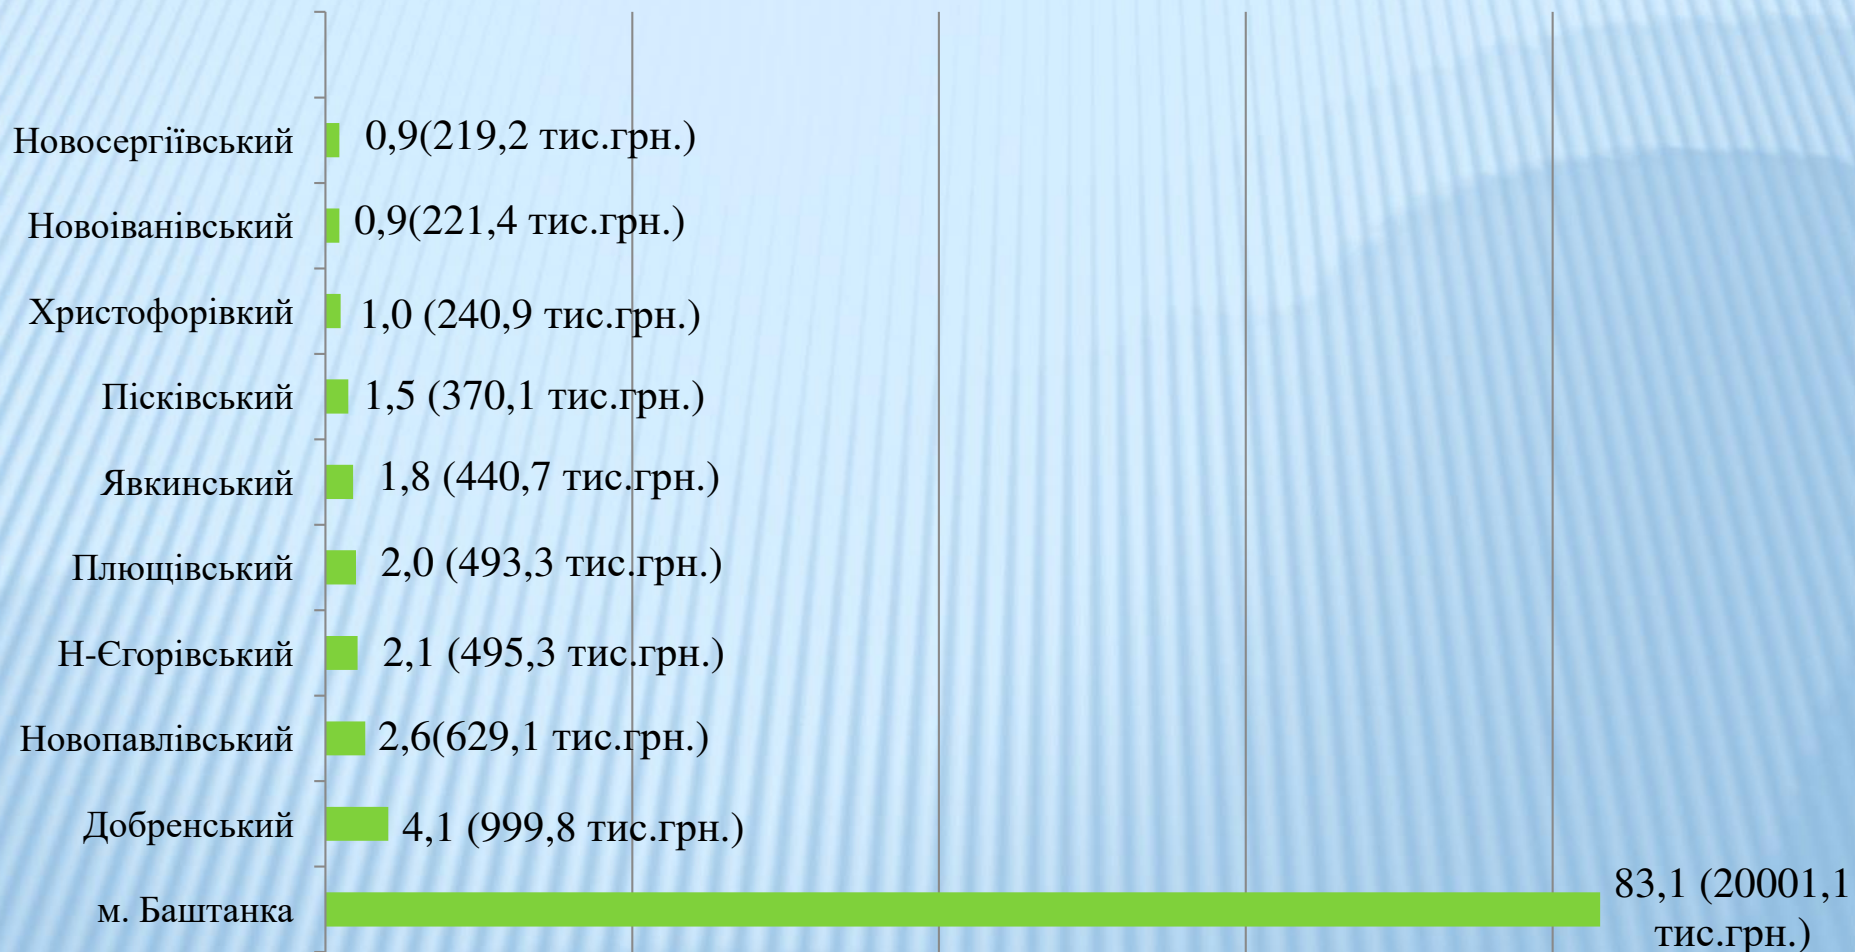 Новосергіївський 0,9(219,2 тис.грн.)
Новоіванівський 0,9(221,4 тис.грн.)
Христофорівкий 1,0 (240,9 тис.грн.)
Пісківський 1,5 (370,1 тис.грн.)
Явкинський 1,8 (440,7 тис.грн.)
Плющівський 2,0 (493,3 тис.грн.)
Н-Єгорівський 2,1 (495,3 тис.грн.)
Новопавлівський 2,6(629,1 тис.грн.)
Добренський 4,1 (999,8 тис.грн.)
м. Баштанка 83,1 (20001,1
тис.грн.)